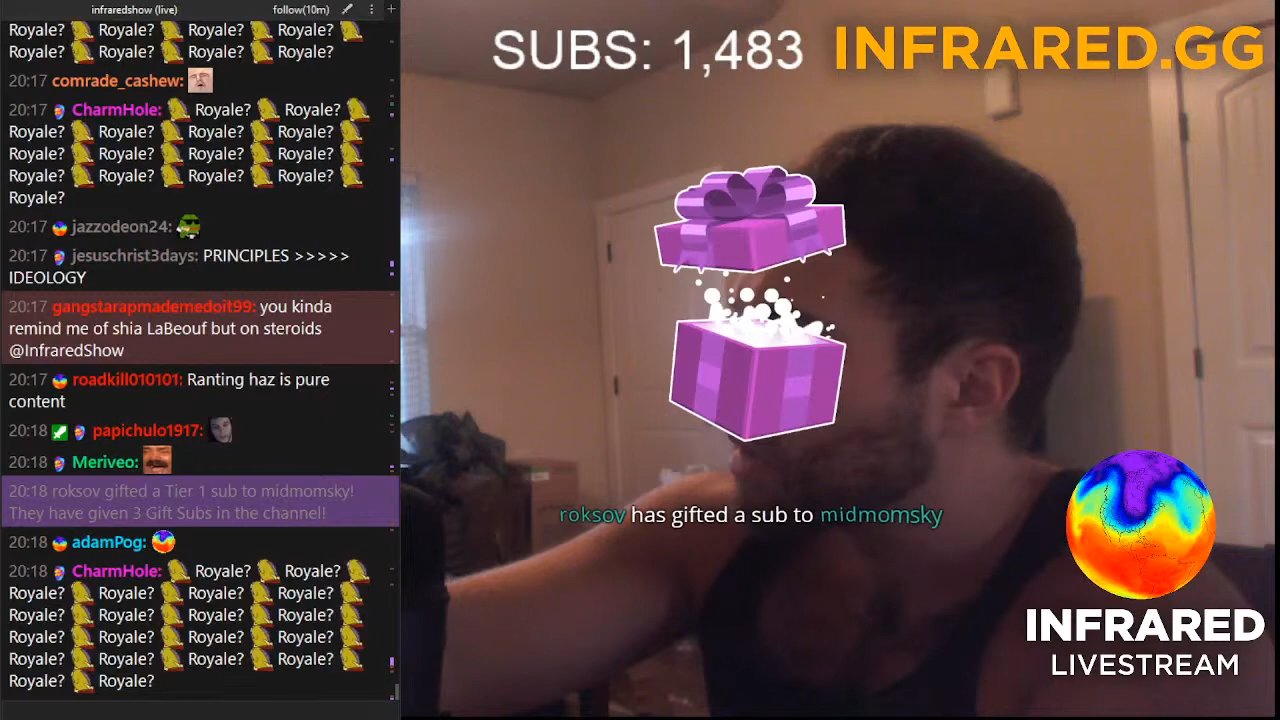 infraredshow (live) follow(10m)
Royale? Royale? Royale? Royale?
Royale? Royale? Royale? Royale?
20:17 comrade_cashew:
20:17 CharmHole: Royale? Royale?
Royale? Royale? Royale? Royale?
Royale? Royale? Royale? Royale?
Royale? Royale? Royale? Royale?
Royale?
20:17 jazzodeon24:
20:17 jesuschrist3days: PRINCIPLES >>>>>
IDEOLOGY
20:17 gangstarapmademedoit99: you kinda
remind me of shia LaBeouf but on steroids
@InfraredShow
20:17 roadkill010101: Ranting haz is pure
content
20:18 papichulo1917:
20:18 Meriveo:
20:18 roksov gifted a Tier 1 sub to midmomsky!
They have given 3 Gift Subs in the channel!
20:18 adamPog:
20:18 CharmHole: Royale? Royale?
Royale? Royale? Royale? Royale?
Royale? Royale? Royale? Royale?
Royale? Royale? Royale? Royale?
Royale? Royale? Royale? Royale?
Royale? Royale?
SUBS: 1,483 INFRARED.GG
roksov has gifted a sub to midmomsky
INFRARED
LIVESTREAM